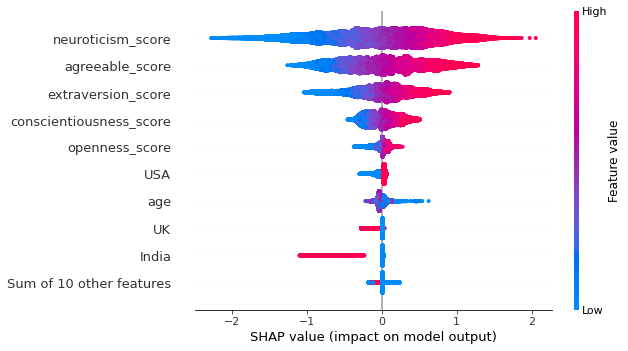 High
neuroticism_score
agreeable_score
extraversion_score
conscientiousness_score
openness_score
USA
age
UK
India
Sum of 10 other features
Feature value
Low
−2 −1 0 1 2
SHAP value (impact on model output)